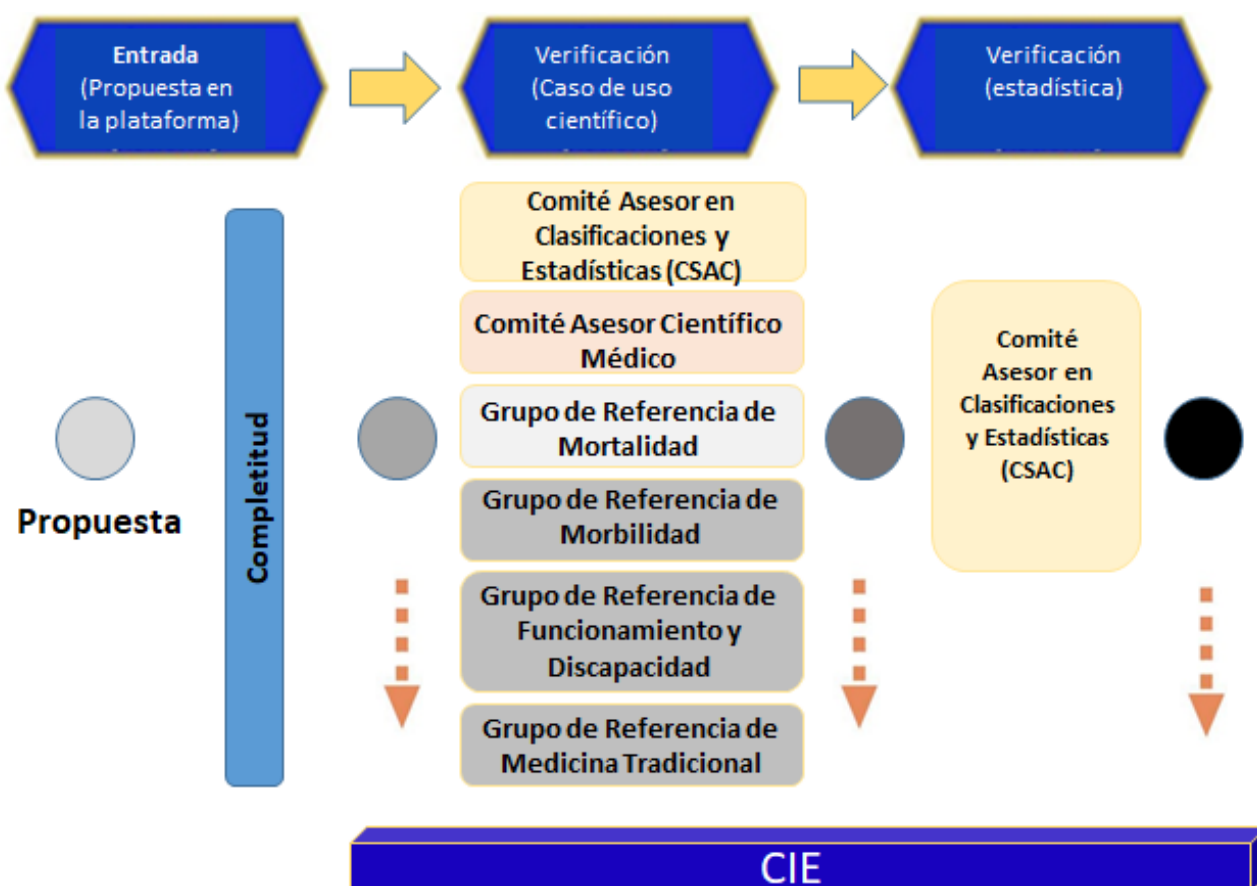 Entrada
(Propuesta en
la plataforma)
Verificación
(Caso de uso
científico)
Verificación
(estadística)
Comité Asesor en
Clasificaciones y
Estadísticas (CSAC)
Comité Asesor Científico
Médico
Grupo de Referencia de
Mortalidad
Grupo de Referencia de
Morbilidad
Grupo de Referencia de
Funcionamiento y
Discapacidad
Grupo de Referencia de
Medicina Tradicional
Comité
Asesor en
Clasificaciones
y Estadísticas
(CSAC)
Propuesta
Completitud
CIE